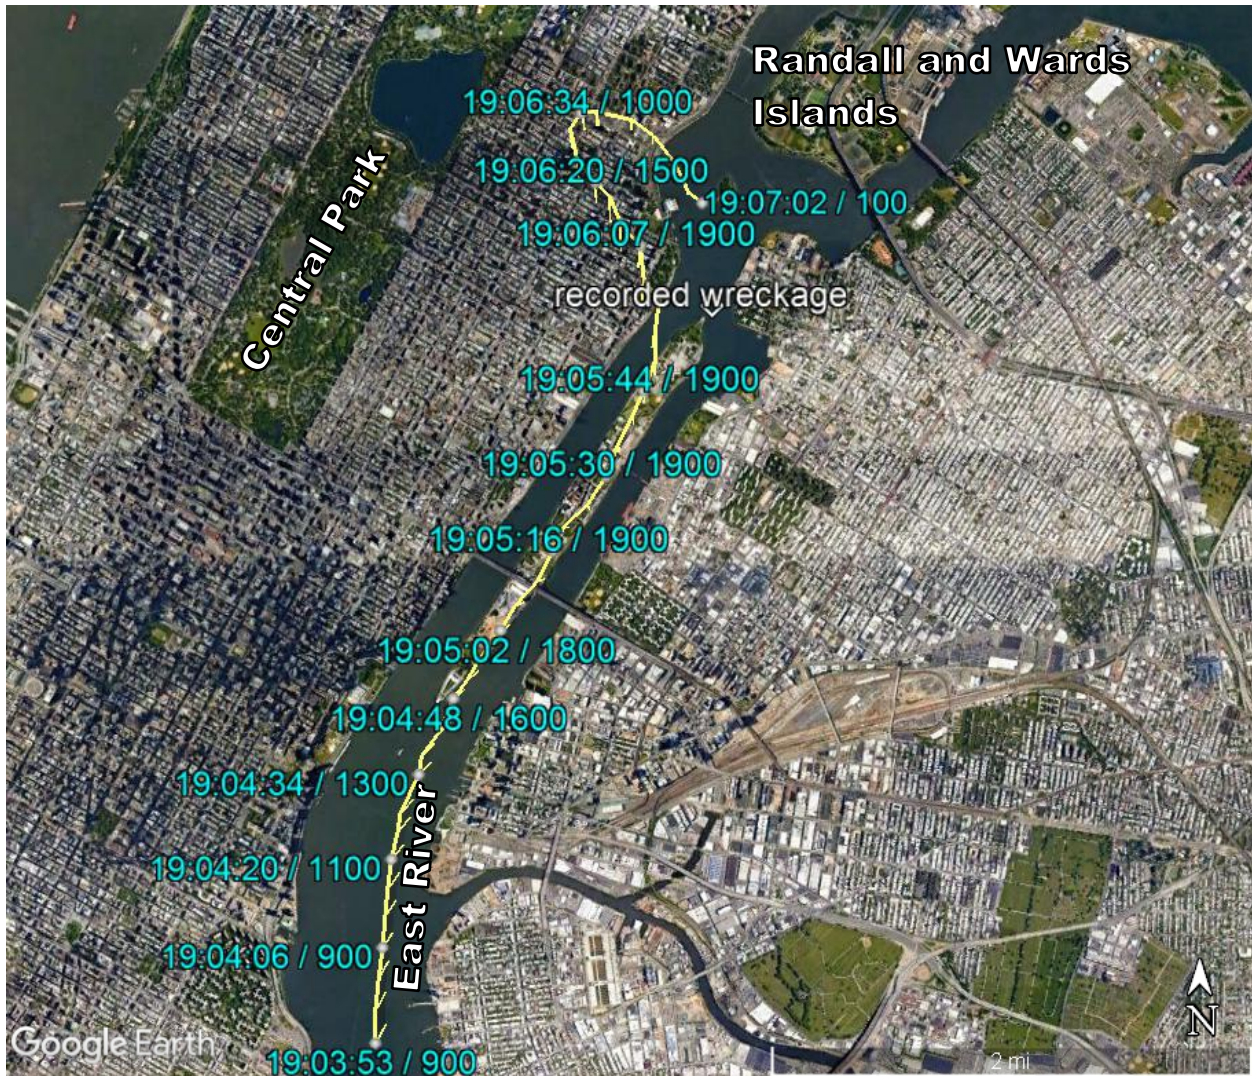 Randall and Wards
Islands
19:06:34 / 1000
Central Park
19:06:20 / 1500
19:07:02 / 100
19:06:07 / 1900
recorded wreckage
19:05:44 / 1900
19:05:30 / 1900
19:05:16 / 1900
19:05:02 / 1800
19:04:48 / 1600
19:04:34 / 1300
East River
19:04:20 / 1100
19:04:06 / 900
N
Google Earth
19:03:53 / 900
2 mi